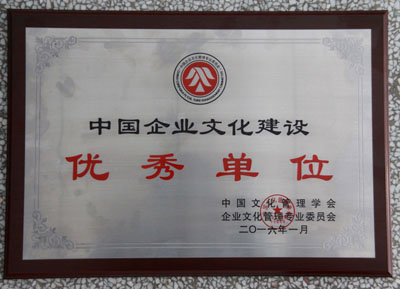 中国企业文化建设
优秀单位
中国文化管理学会
企业文化管理专业委员会
二〇一六年一月